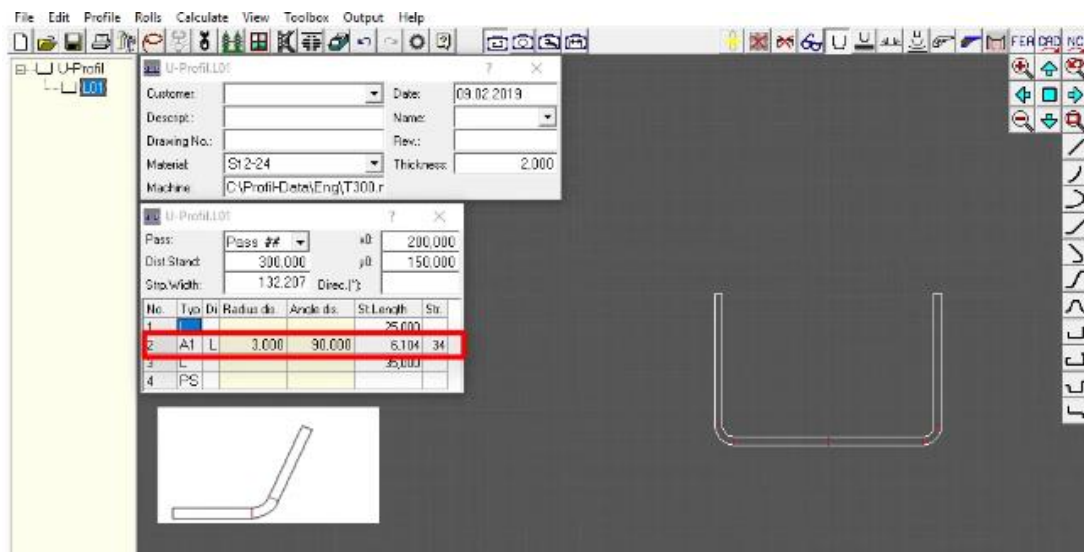 File Edit Profile Rolls Calculate View Toolbox Output Help
FEA CAD NC
U-Profil
L01
U-Profil.L01 ? ×
Customer: Date: 09.02.2019
Descript.: Name:
Drawing No.: Rev.:
Material: St 2-24 Thickness: 2.000
Machine C:\Profil-Data\Eng\T300.r
U-Profil.L01 ? ×
Pass: Pass ## x0: 200,000
Dist.Stand: 300,000 y0: 150,000
Strp.Width: 132.207 Direc.(°):
No. Typ Di Radius dis. Angle dis. St.Length Str.
1 L 25,000
2 A1 L 3.000 90.000 6.104 34
3 L 35,000
4 PS